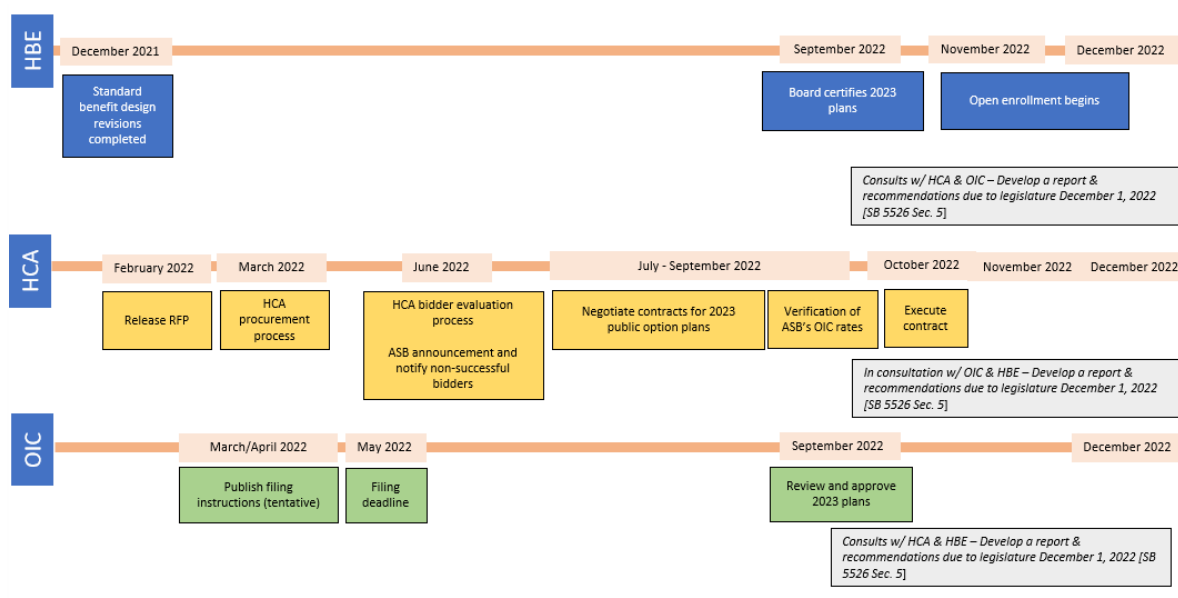 HBE
December 2021
September 2022
November 2022
December 2022
Standard
benefit design
revisions
completed
Board certifies 2023
plans
Open enrollment begins
Consults w/ HCA & OIC – Develop a report &
recommendations due to legislature December 1, 2022
[SB 5526 Sec. 5]
HCA
February 2022
March 2022
June 2022
July - September 2022
October 2022
November 2022
December 2022
Release RFP
HCA
procurement
process
HCA bidder evaluation
process
ASB announcement and
notify non-successful
bidders
Negotiate contracts for 2023
public option plans
Verification of
ASB's OIC rates
Execute
contract
In consultation w/ OIC & HBE – Develop a report &
recommendations due to legislature December 1, 2022
[SB 5526 Sec. 5]
OIC
March/April 2022
May 2022
September 2022
December 2022
Publish filing
instructions (tentative)
Filing
deadline
Review and approve
2023 plans
Consults w/ HCA & HBE – Develop a report &
recommendations due to legislature December 1, 2022 [SB
5526 Sec. 5]